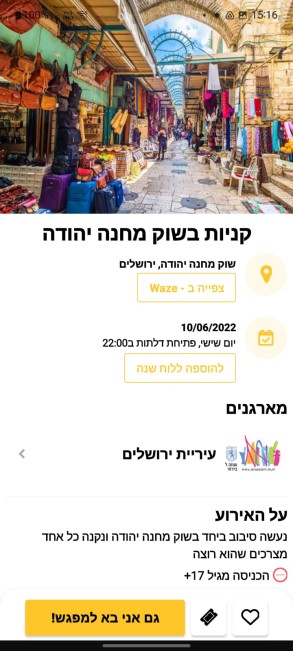 100%
15:16
קניות בשוק מחנה יהודה
שוק מחנה יהודה, ירושלים
צפייה ב - Waze
10/06/2022
יום שישי, פתיחת דלתות ב22:00
להוספה ללוח שנה
מארגנים
עיריית ירושלים
על האירוע
נעשה סיבוב ביחד בשוק מחנה יהודה ונקנה כל אחד
מצרכים שהוא רוצה
הכניסה מגיל 17+
גם אני בא למפגש!